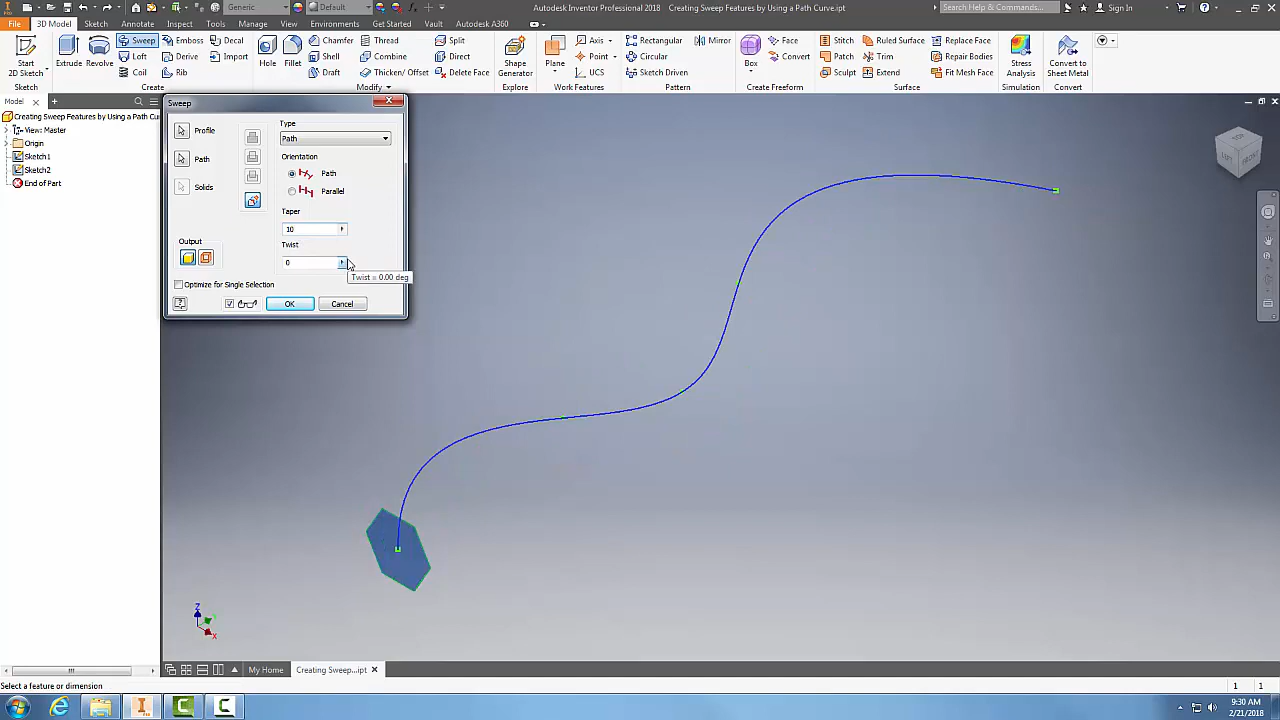 Generic
Default
Autodesk Inventor Professional 2018 Creating Sweep Features by Using a Path Curve.ipt
Search Help & Commands...
Sign In
File 3D Model Sketch Annotate Inspect Tools Manage View Environments Get Started Vault Autodesk A360
Start
2D Sketch
Sketch
Extrude
Revolve
Sweep
Loft
Coil
Emboss
Derive
Rib
Decal
Import
Create
Hole
Fillet
Chamfer
Shell
Draft
Thread
Combine
Thicken/ Offset
Split
Direct
Delete Face
Modify
Shape
Generator
Explore
Plane
Axis
Point
UCS
Work Features
Rectangular
Circular
Sketch Driven
Mirror
Pattern
Box
Face
Convert
Create Freeform
Stitch
Patch
Sculpt
Ruled Surface
Trim
Extend
Replace Face
Repair Bodies
Fit Mesh Face
Surface
Stress
Analysis
Simulation
Convert to
Sheet Metal
Convert
Model
Creating Sweep Features by Using a Path C
View: Master
Origin
Sketch1
Sketch2
End of Part
Sweep
Profile
Path
Solids
Output
Type
Path
Orientation
Path
Parallel
Taper
10
Twist
0
Twist = 0.00 deg
Optimize for Single Selection
OK
Cancel
TOP
LEFT
FRONT
Z
Y
X
My Home
Creating Sweep...ipt
Select a feature or dimension
1 1
9:30 AM
2/21/2018